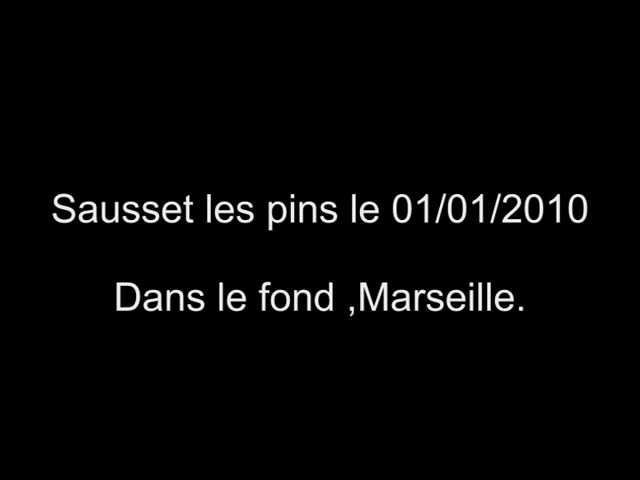 Sausset les pins le 01/01/2010
Dans le fond ,Marseille.